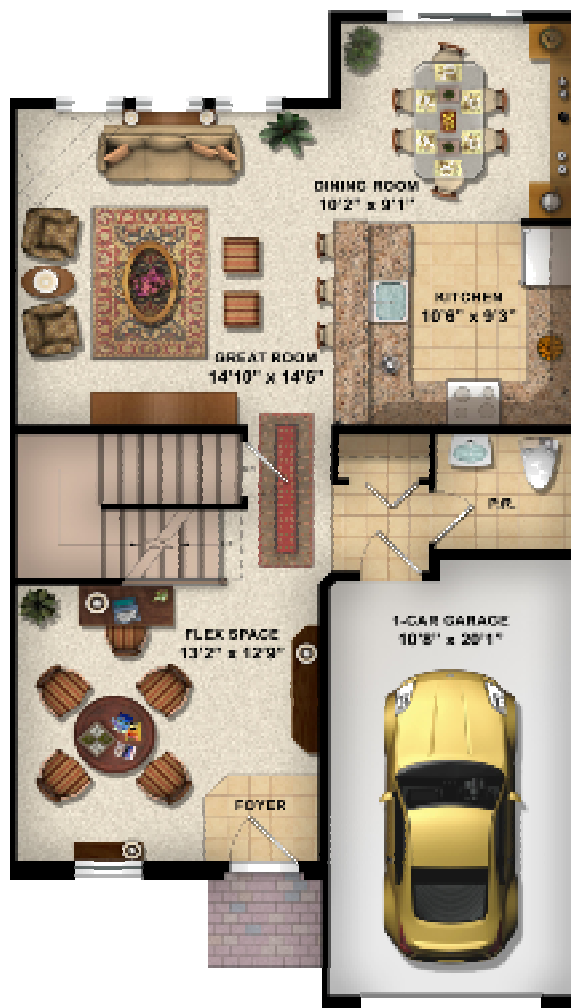 DINING ROOM
10'2" x 9'1"
KITCHEN
10'6" x 9'3"
GREAT ROOM
14'10" x 14'6"
P.R.
FLEX SPACE
13'2" x 12'9"
1-CAR GARAGE
10'8" x 20'1"
FOYER